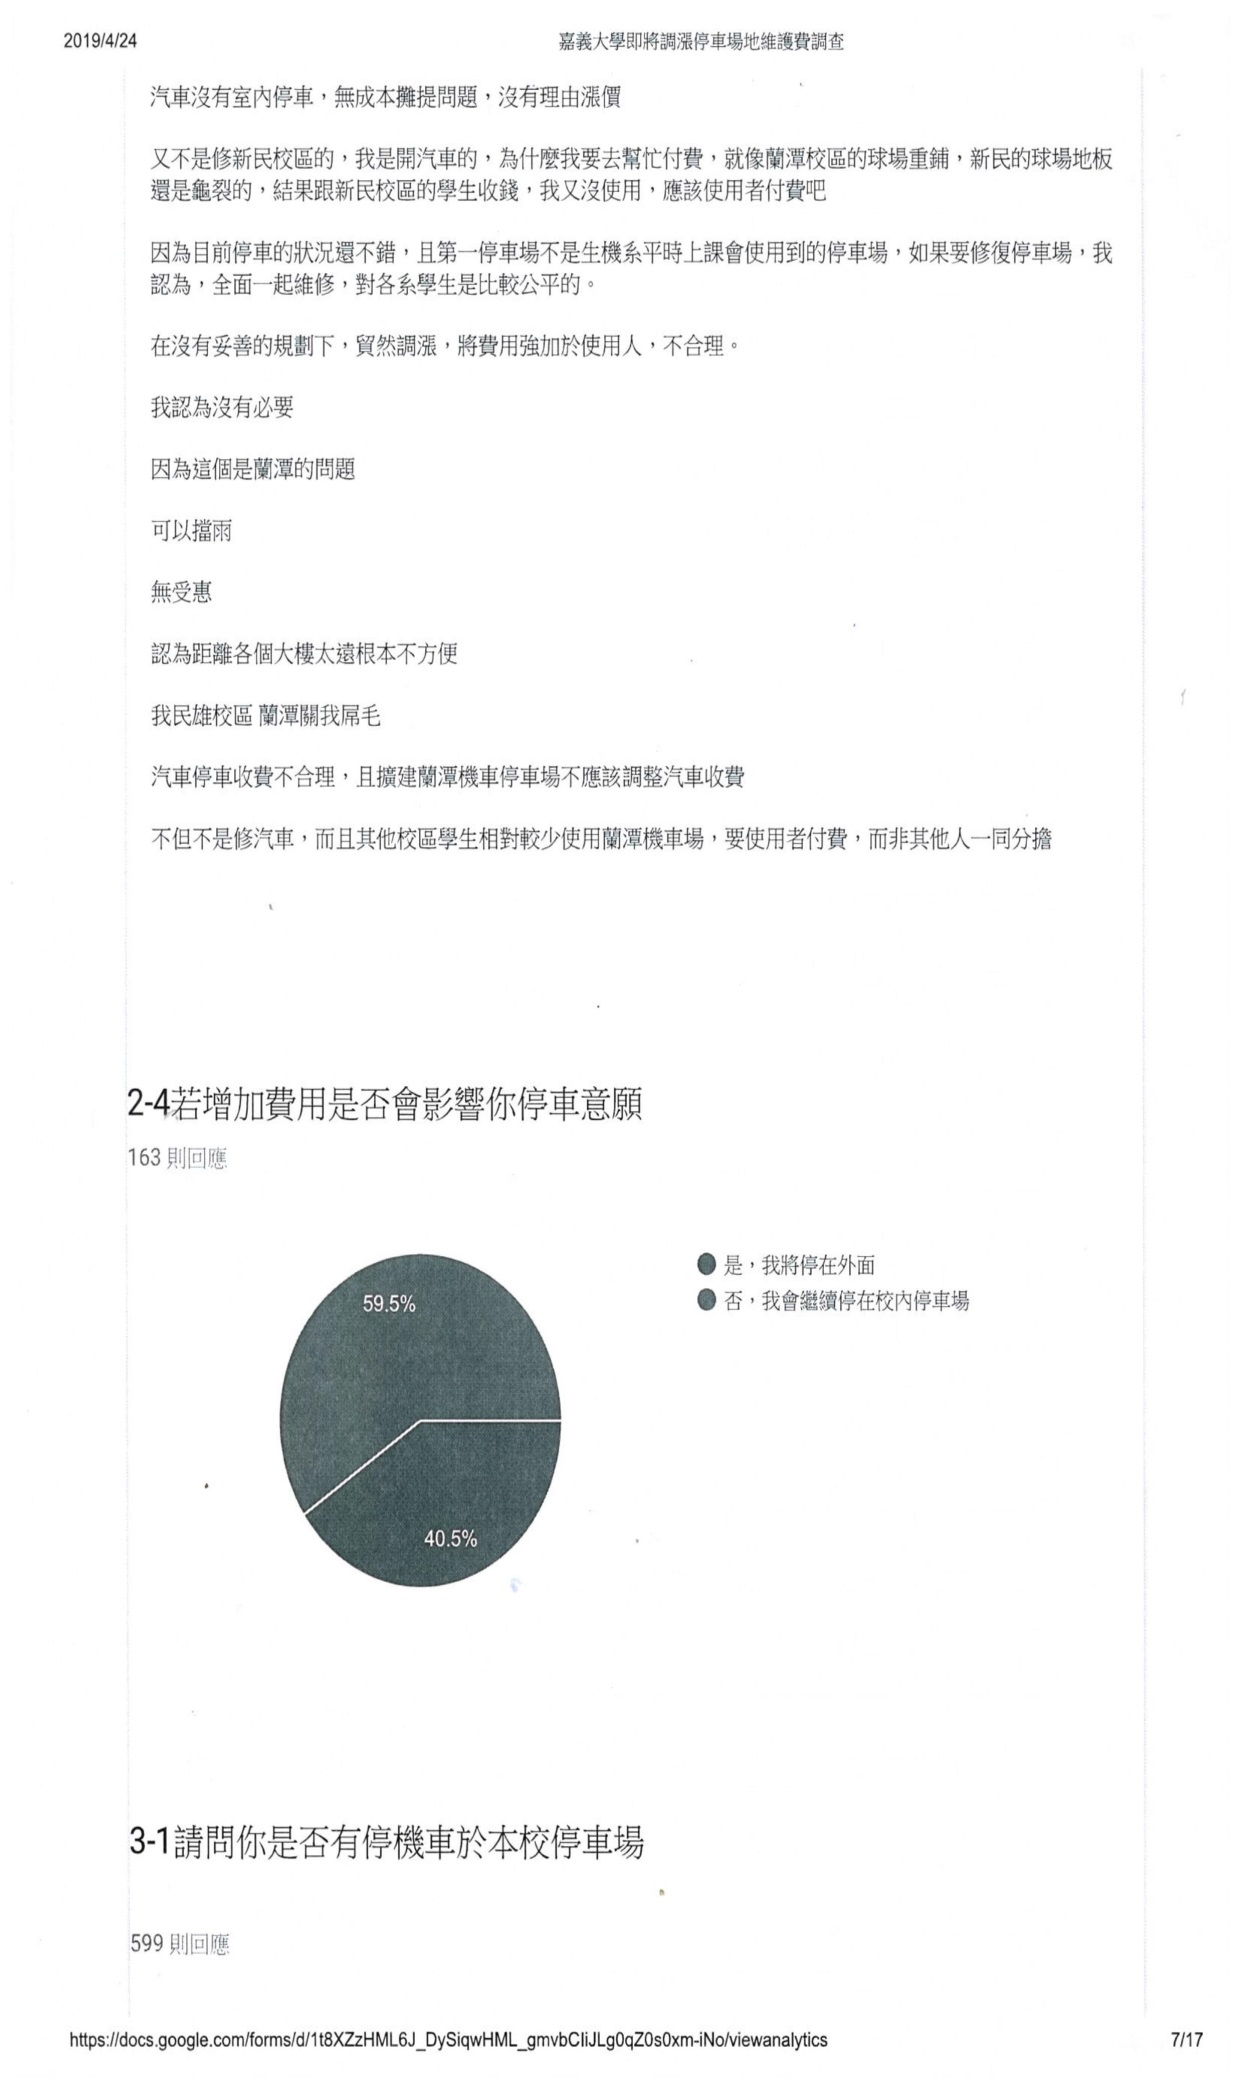 2019/4/24
嘉義大學即將調漲停車場地維護費調查
汽車沒有室內停車，無成本攤提問題，沒有理由漲價
又不是修新民校區的，我是開汽車的，為什麼我要去幫忙付費，就像蘭潭校區的球場重鋪，新民的球場地板
還是龜裂的，結果跟新民校區的學生收錢，我又沒使用，應該使用者付費吧
因為目前停車的狀況還不錯，且第一停車場不是生機系平時上課會使用到的停車場，如果要修復停車場，我
認為，全面一起維修，對各系學生是比較公平的。
在沒有妥善的規劃下，貿然調漲，將費用強加於使用人，不合理。
我認為沒有必要
因為這個是蘭潭的問題
可以擋雨
無受惠
認為距離各個大樓太遠根本不方便
我民雄校區 蘭潭關我屌毛
汽車停車收費不合理，且擴建蘭潭機車停車場不應該調整汽車收費
不但不是修汽車，而且其他校區學生相對較少使用蘭潭機車場，要使用者付費，而非其他人一同分擔
2-4若增加費用是否會影響你停車意願
163 則回應
是，我將停在外面
否，我會繼續停在校內停車場
59.5%
40.5%
3-1請問你是否有停機車於本校停車場
599 則回應
https://docs.google.com/forms/d/1t8XZzHML6J_DySiqwHML_gmvbCIiJLg0qZ0s0xm-iNo/viewanalytics
7/17